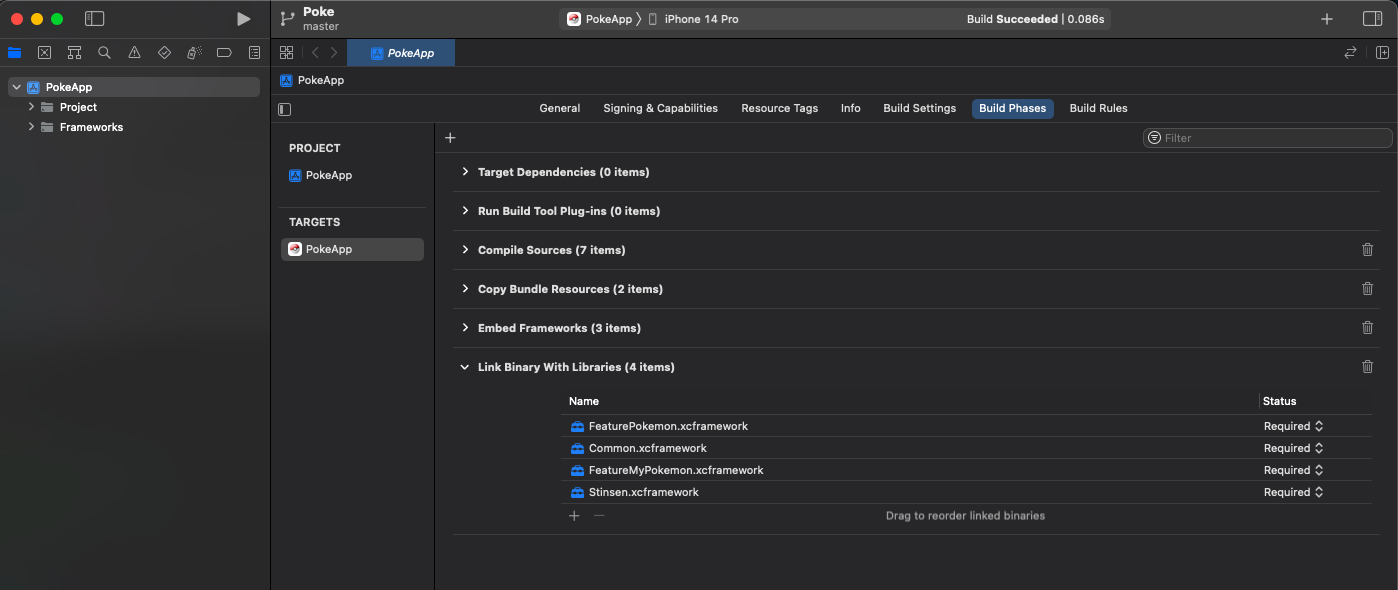 Poke
master
PokeApp
iPhone 14 Pro
Build Succeeded | 0.086s
PokeApp
PokeApp
Project
Frameworks
PokeApp
General
Signing & Capabilities
Resource Tags
Info
Build Settings
Build Phases
Build Rules
PROJECT
PokeApp
TARGETS
PokeApp
Filter
Target Dependencies (0 items)
Run Build Tool Plug-ins (0 items)
Compile Sources (7 items)
Copy Bundle Resources (2 items)
Embed Frameworks (3 items)
Link Binary With Libraries (4 items)
Name Status
FeaturePokemon.xcframework Required
Common.xcframework Required
FeatureMyPokemon.xcframework Required
Stinsen.xcframework Required
Drag to reorder linked binaries